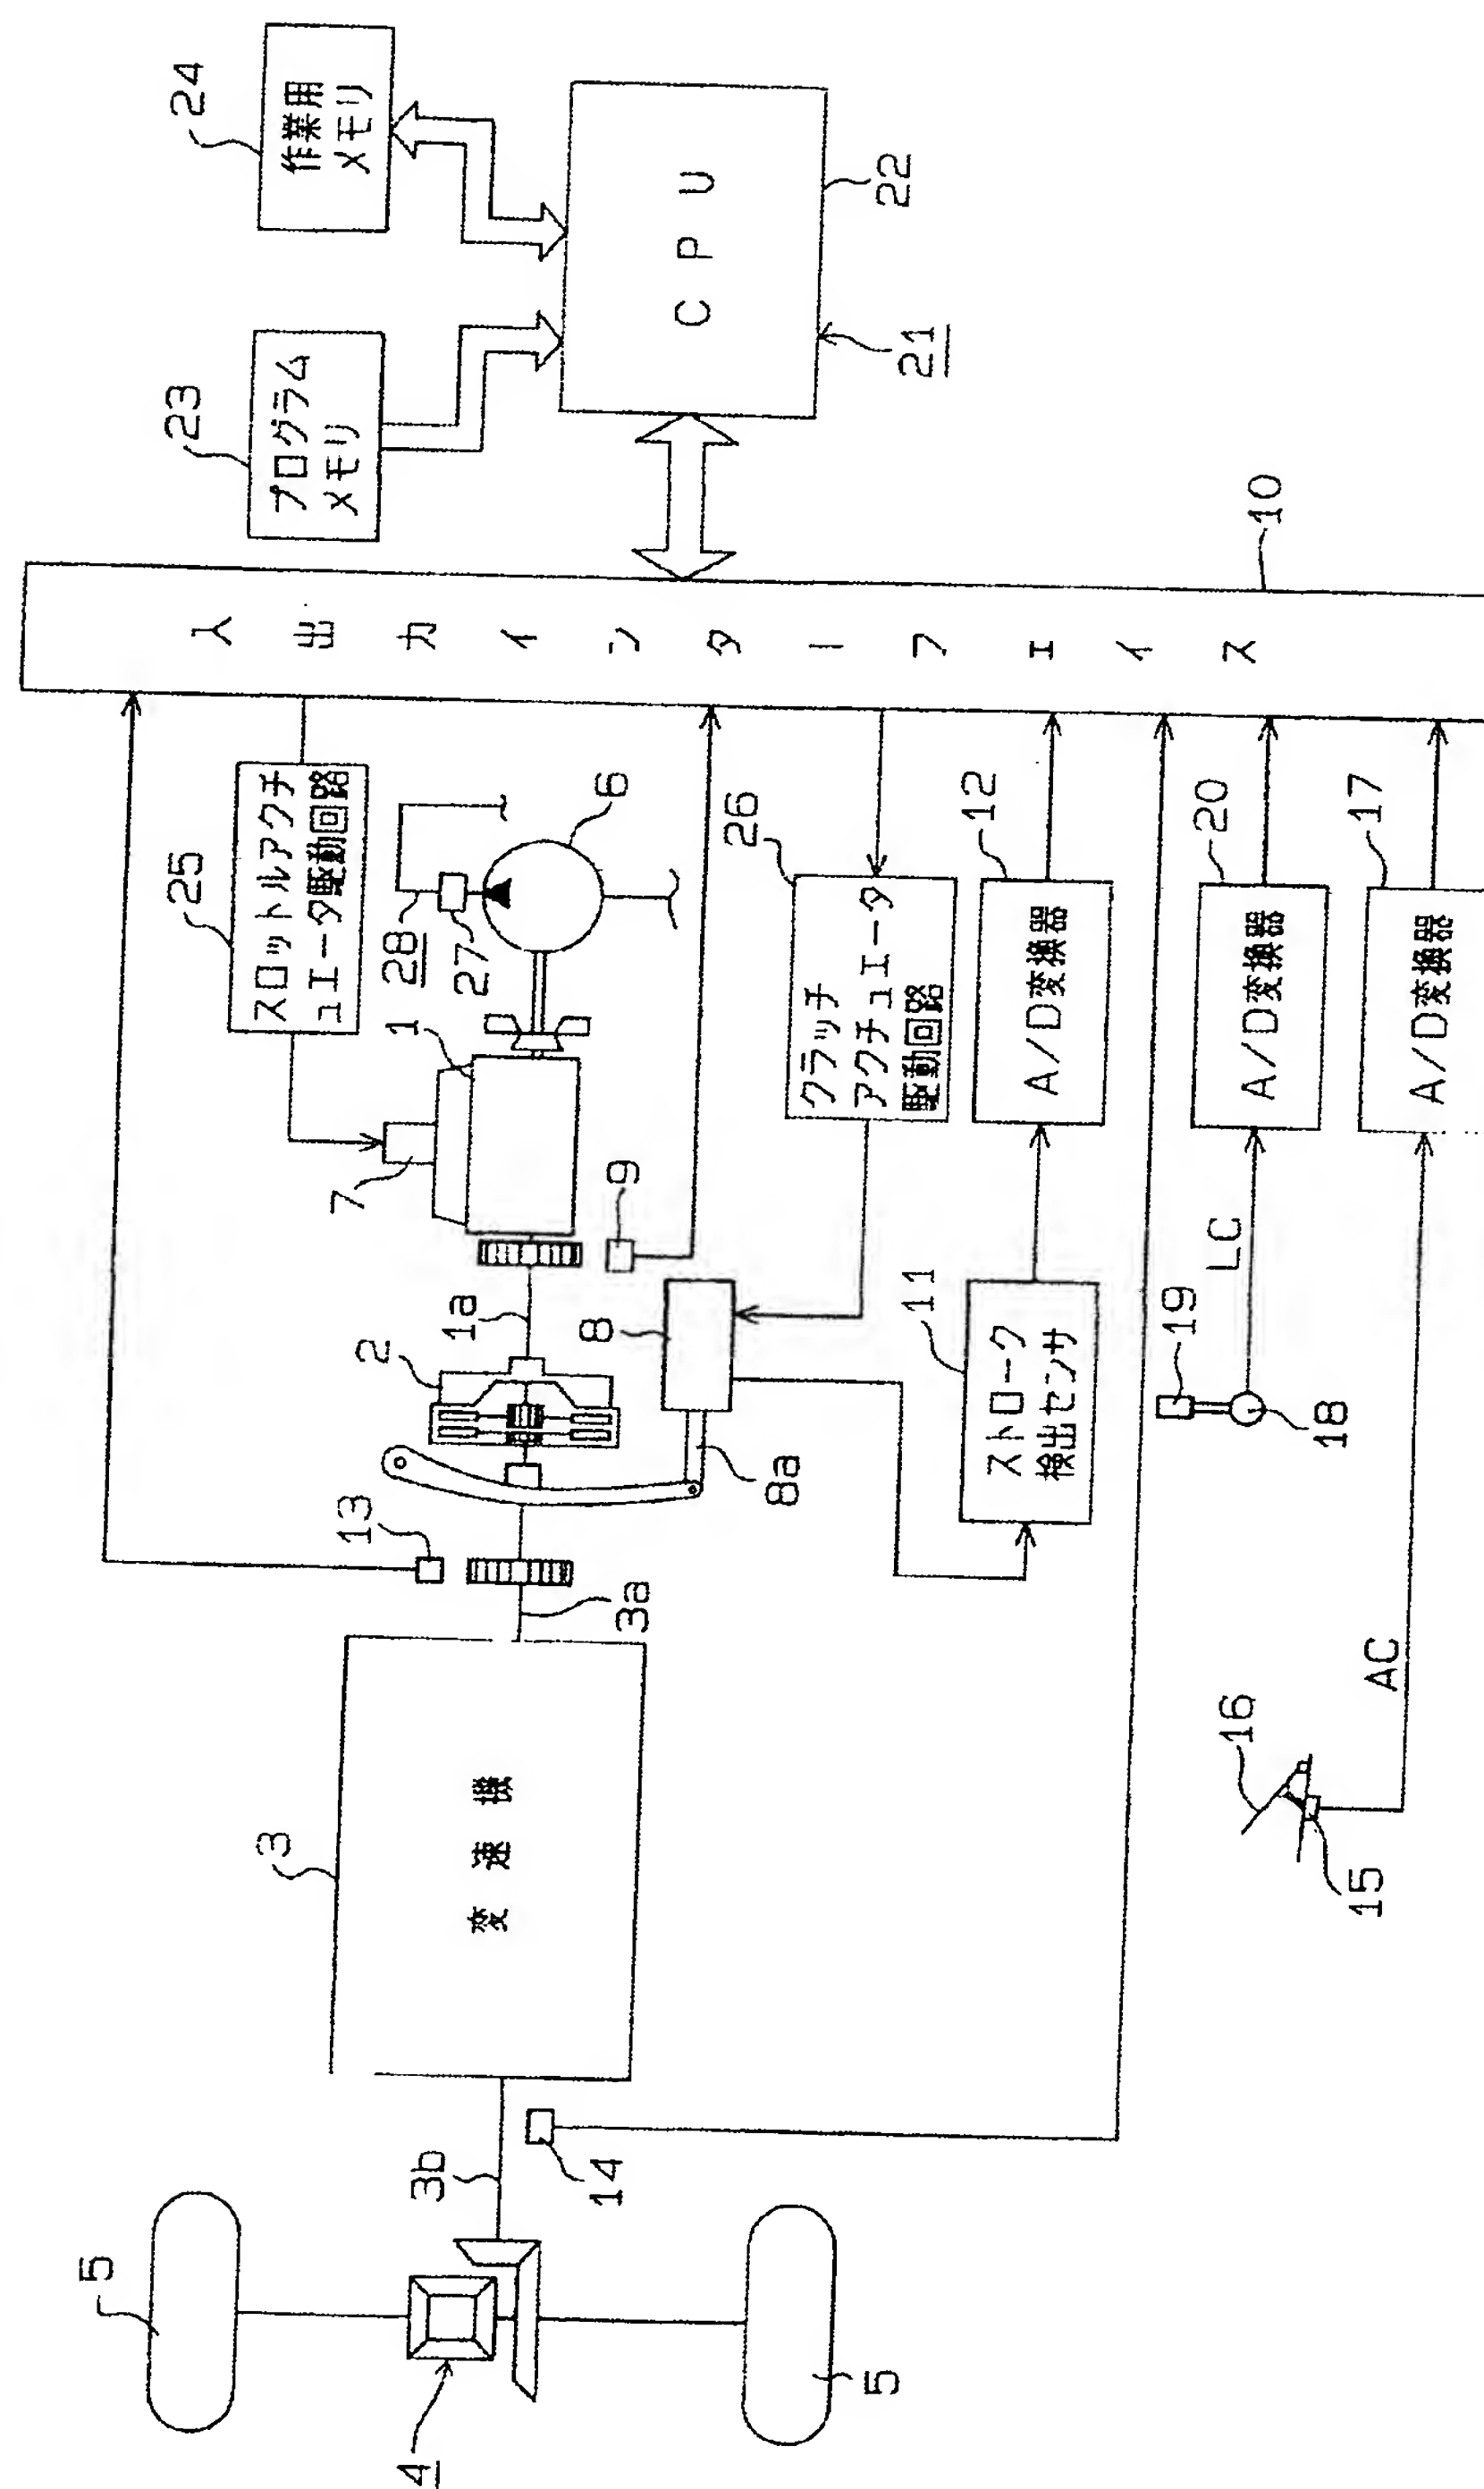 24
作業用
メモリ
23
プログラム
メモリ
CPU
22
21
10
入出力インターフェイス
25
スロットルアクチ
ュエータ駆動回路
28
27
6
1
7
9
1a
2
8
8a
13
3a
3
変速機
3b
14
5
4
5
26
クラッチ
アクチュエータ
駆動回路
12
A/D変換器
11
ストローク
検出センサ
20
A/D変換器
LC
19
18
17
A/D変換器
AC
16
15